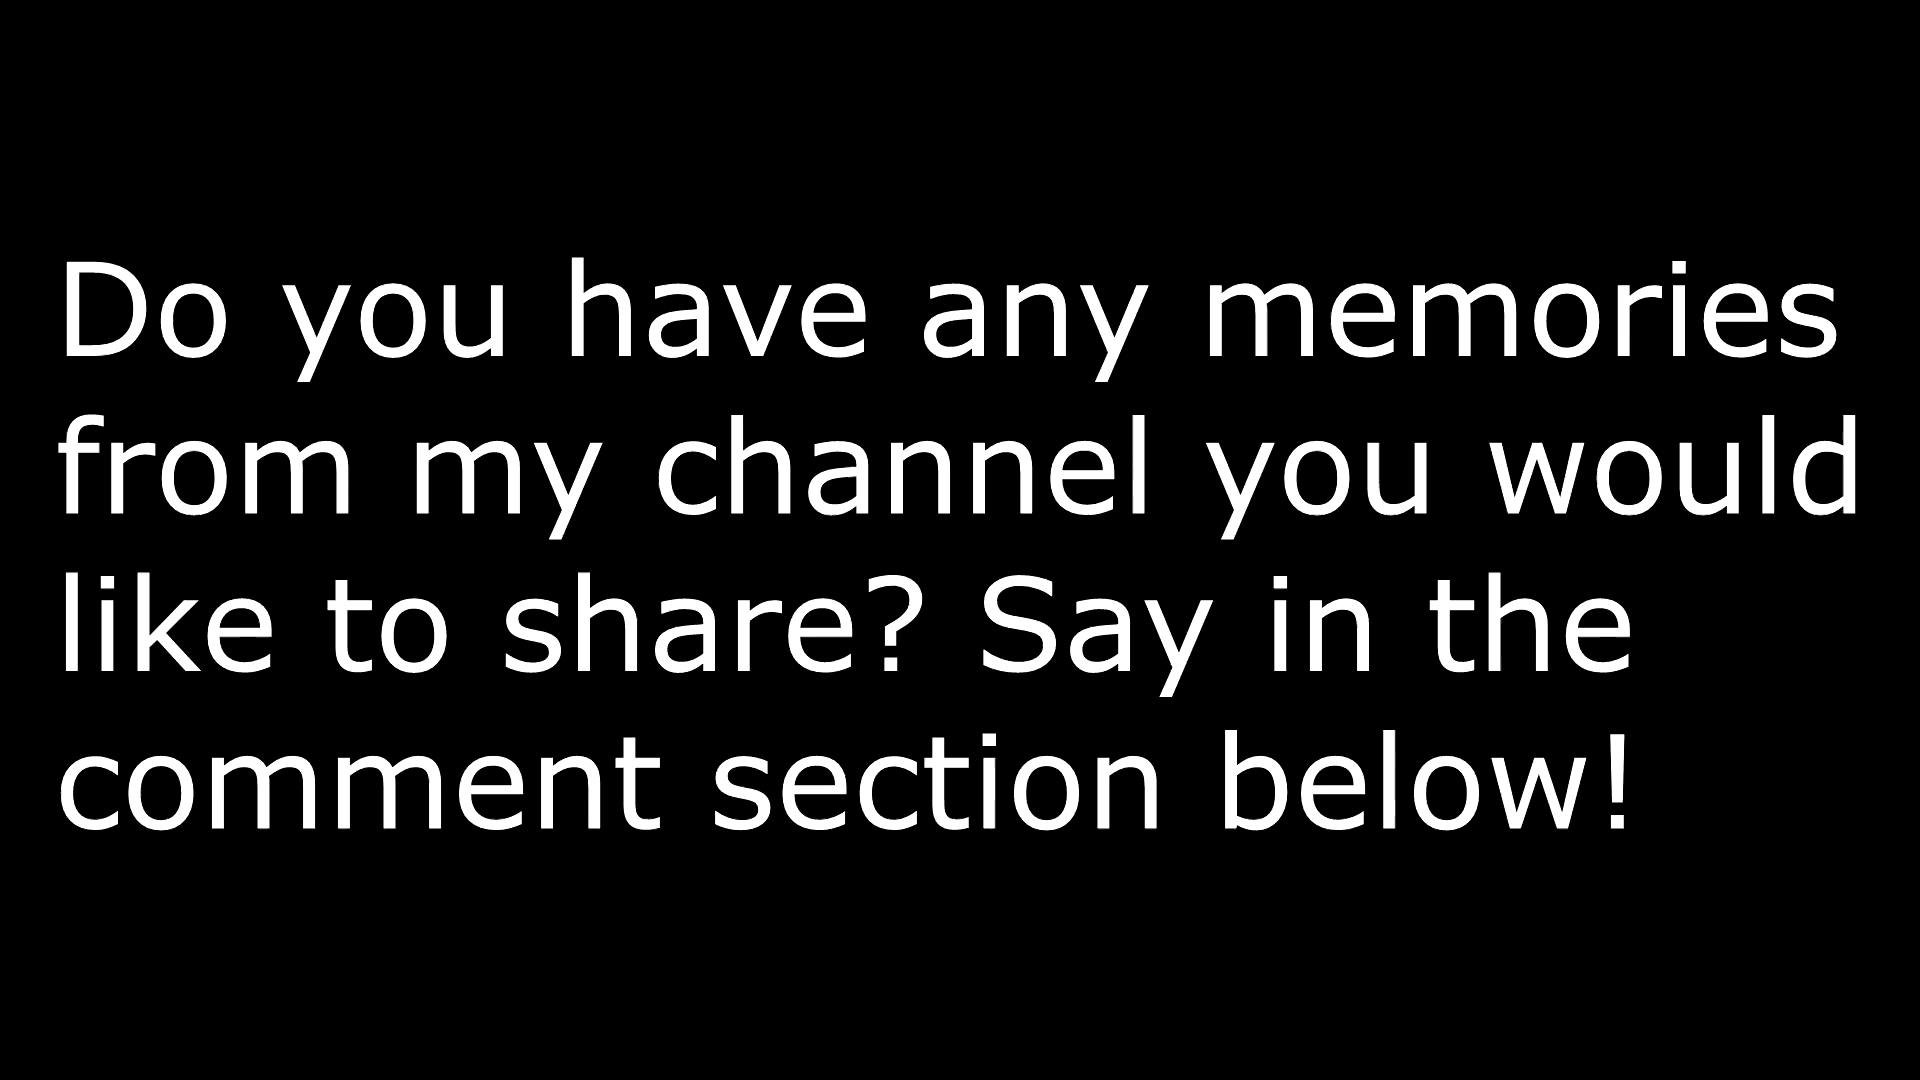 Do you have any memories
from my channel you would
like to share? Say in the
comment section below!